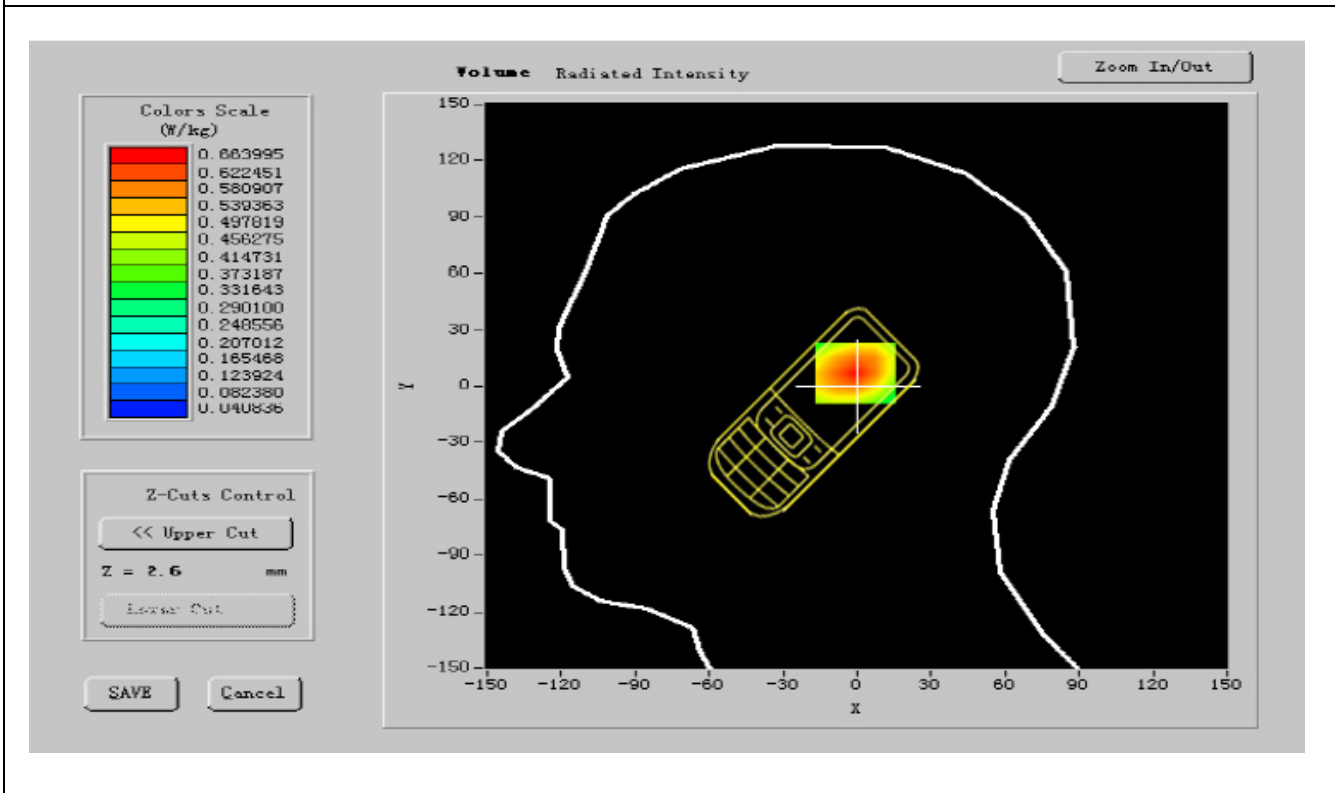 Volume Radiated Intensity
Zoom In/Out
Colors Scale
(W/kg)
0.663995
0.622451
0.580907
0.539363
0.497819
0.456275
0.414731
0.373187
0.331643
0.290100
0.248556
0.207012
0.165468
0.123924
0.082380
0.040836
Z-Cuts Control
<< Upper Cut
Z = 2.6 mm
Lower Cut
SAVE
Cancel
150
120
90
60
30
0
-30
-60
-90
-120
-150
Y
-150 -120 -90 -60 -30 0 30 60 90 120 150
X